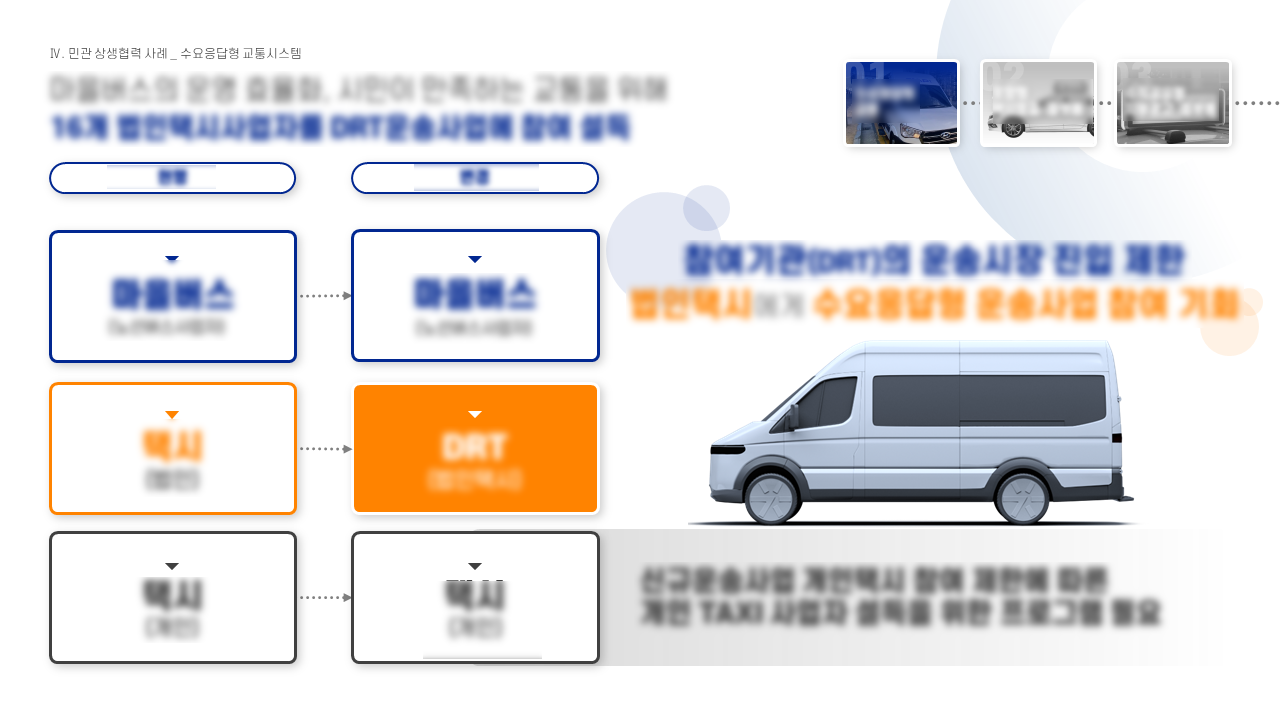 Ⅳ. 민관 상생협력 사례 _ 수요응답형 교통시스템
마을버스의 운영 효율화, 시민이 만족하는 교통을 위해
16개 법인택시사업자를 DRT운송사업에 참여 설득
01
02
03
현행
변경
마을버스
마을버스
참여기관(DRT)의 운송시장 진입 제한
법인택시에게 수요응답형 운송사업 참여 기회
택시
(법인)
DRT
(법인택시)
택시
(개인)
택시
(개인)
신규운송사업 개인택시 참여 제한에 따른
개인 TAXI 사업자 설득을 위한 프로그램 필요